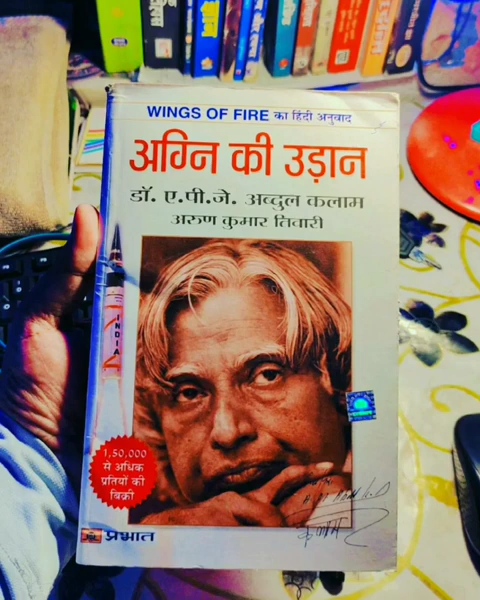 WINGS OF FIRE का हिंदी अनुवाद
अग्नि की उड़ान
डॉ. ए.पी.जे. अब्दुल कलाम
अरुण कुमार तिवारी
INDIA
1,50,000
से अधिक
प्रतियों की
बिक्री
प्रभात